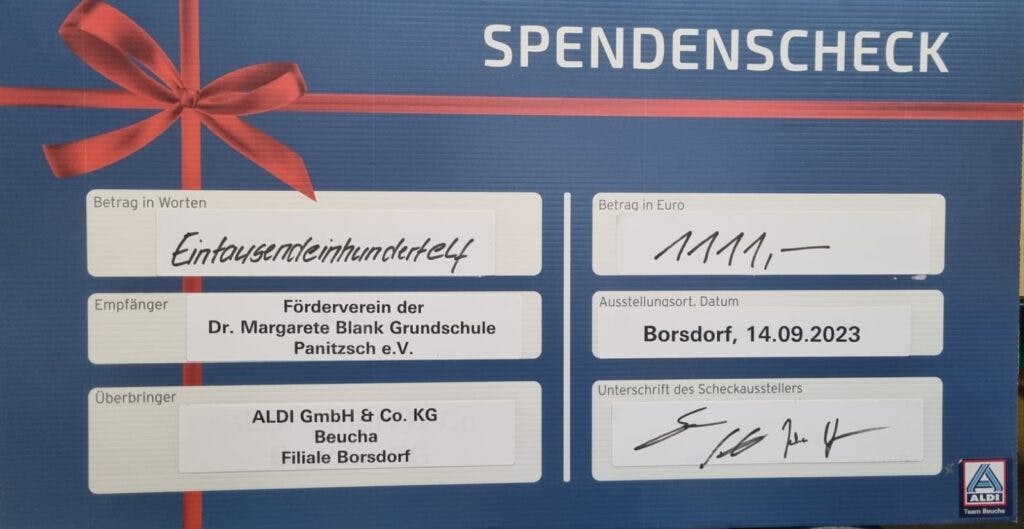 SPENDENSCHECK
Betrag in Worten
Eintausendeinhundertelf
Betrag in Euro
1111,—
Empfänger
Förderverein der
Dr. Margarete Blank Grundschule
Panitzsch e.V.
Ausstellungsort, Datum
Borsdorf, 14.09.2023
Überbringer
ALDI GmbH & Co. KG
Beucha
Filiale Borsdorf
Unterschrift des Scheckausstellers
ALDI
Team Beucha